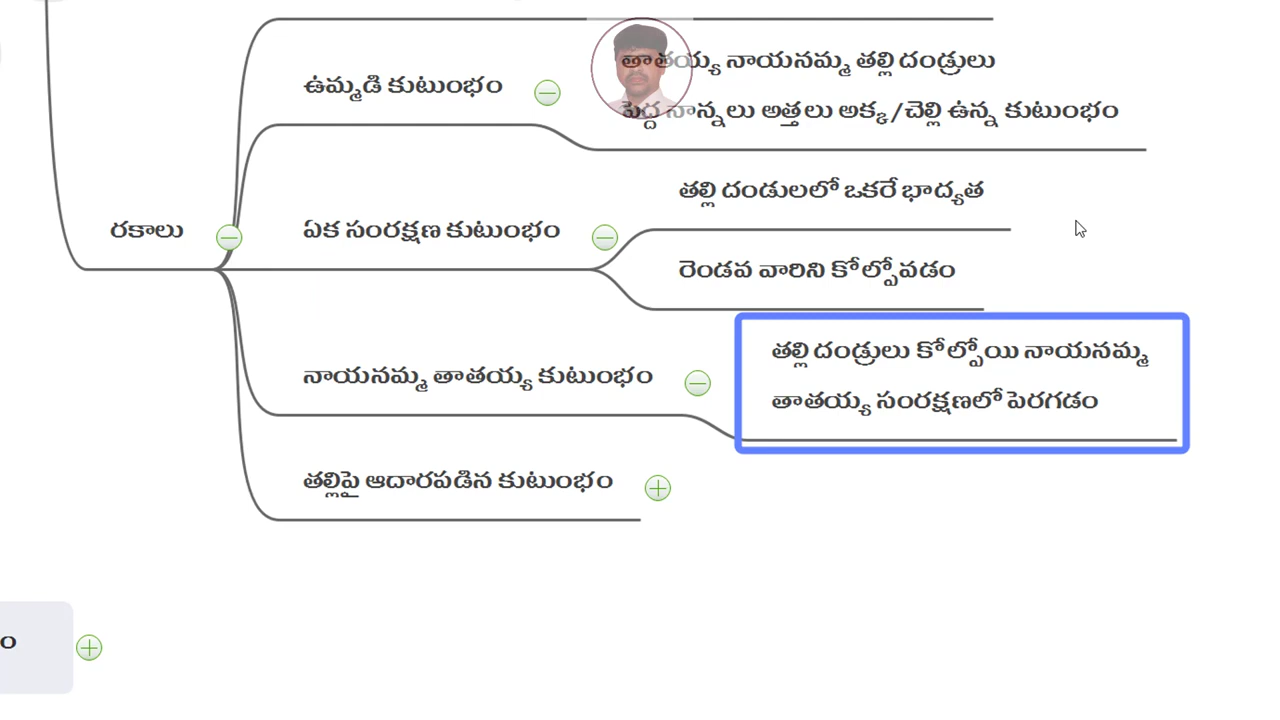 తాతయ్య నాయనమ్మ తల్లి దండ్రులు
ఉమ్మడి కుటుంభం
పెద్ద నాన్నలు అత్తలు అక్క/చెల్లి ఉన్న కుటుంభం
తల్లి దండులలో ఒకరే భాద్యత
రకాలు
ఏక సంరక్షణ కుటుంభం
రెండవ వారిని కోల్పోవడం
తల్లి దండ్రులు కోల్పోయి నాయనమ్మ
నాయనమ్మ తాతయ్య కుటుంభం
తాతయ్య సంరక్షణలో పెరగడం
తల్లిపై ఆదారపడిన కుటుంభం